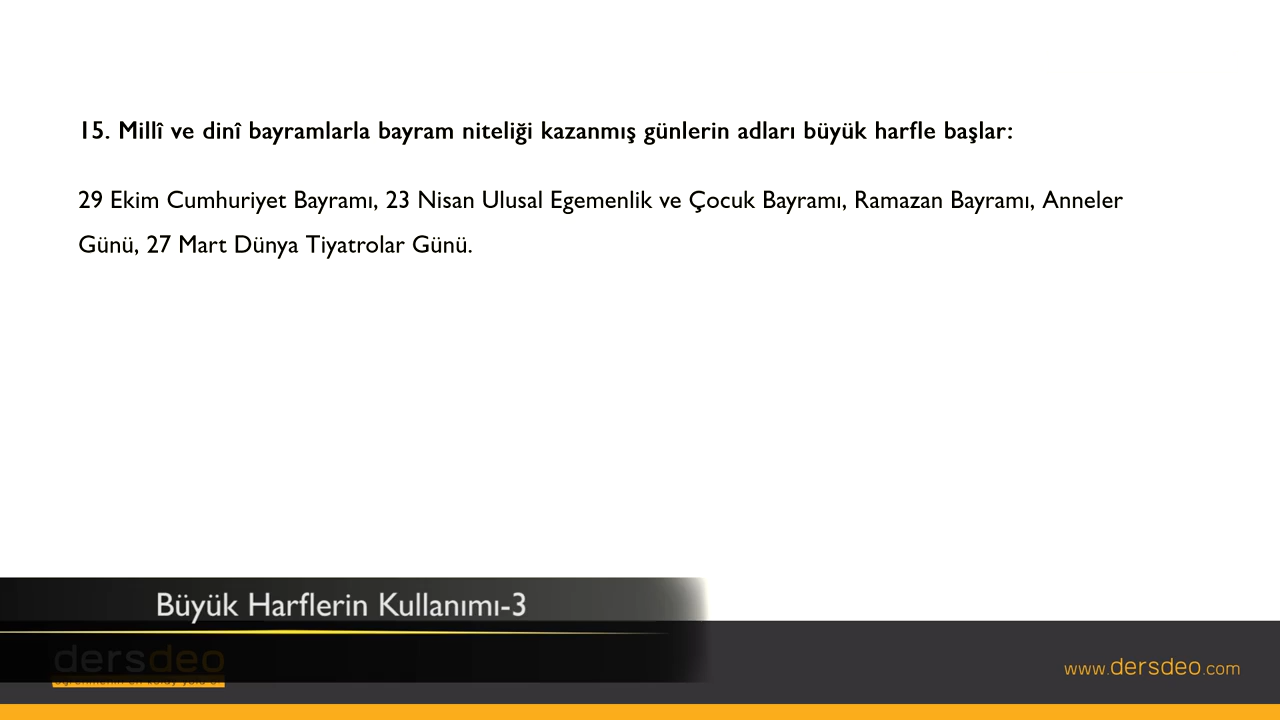 15. Millî ve dinî bayramlarla bayram niteliği kazanmış günlerin adları büyük harfle başlar:
29 Ekim Cumhuriyet Bayramı, 23 Nisan Ulusal Egemenlik ve Çocuk Bayramı, Ramazan Bayramı, Anneler
Günü, 27 Mart Dünya Tiyatrolar Günü.
Büyük Harflerin Kullanımı-3
dersdeo
www.dersdeo.com